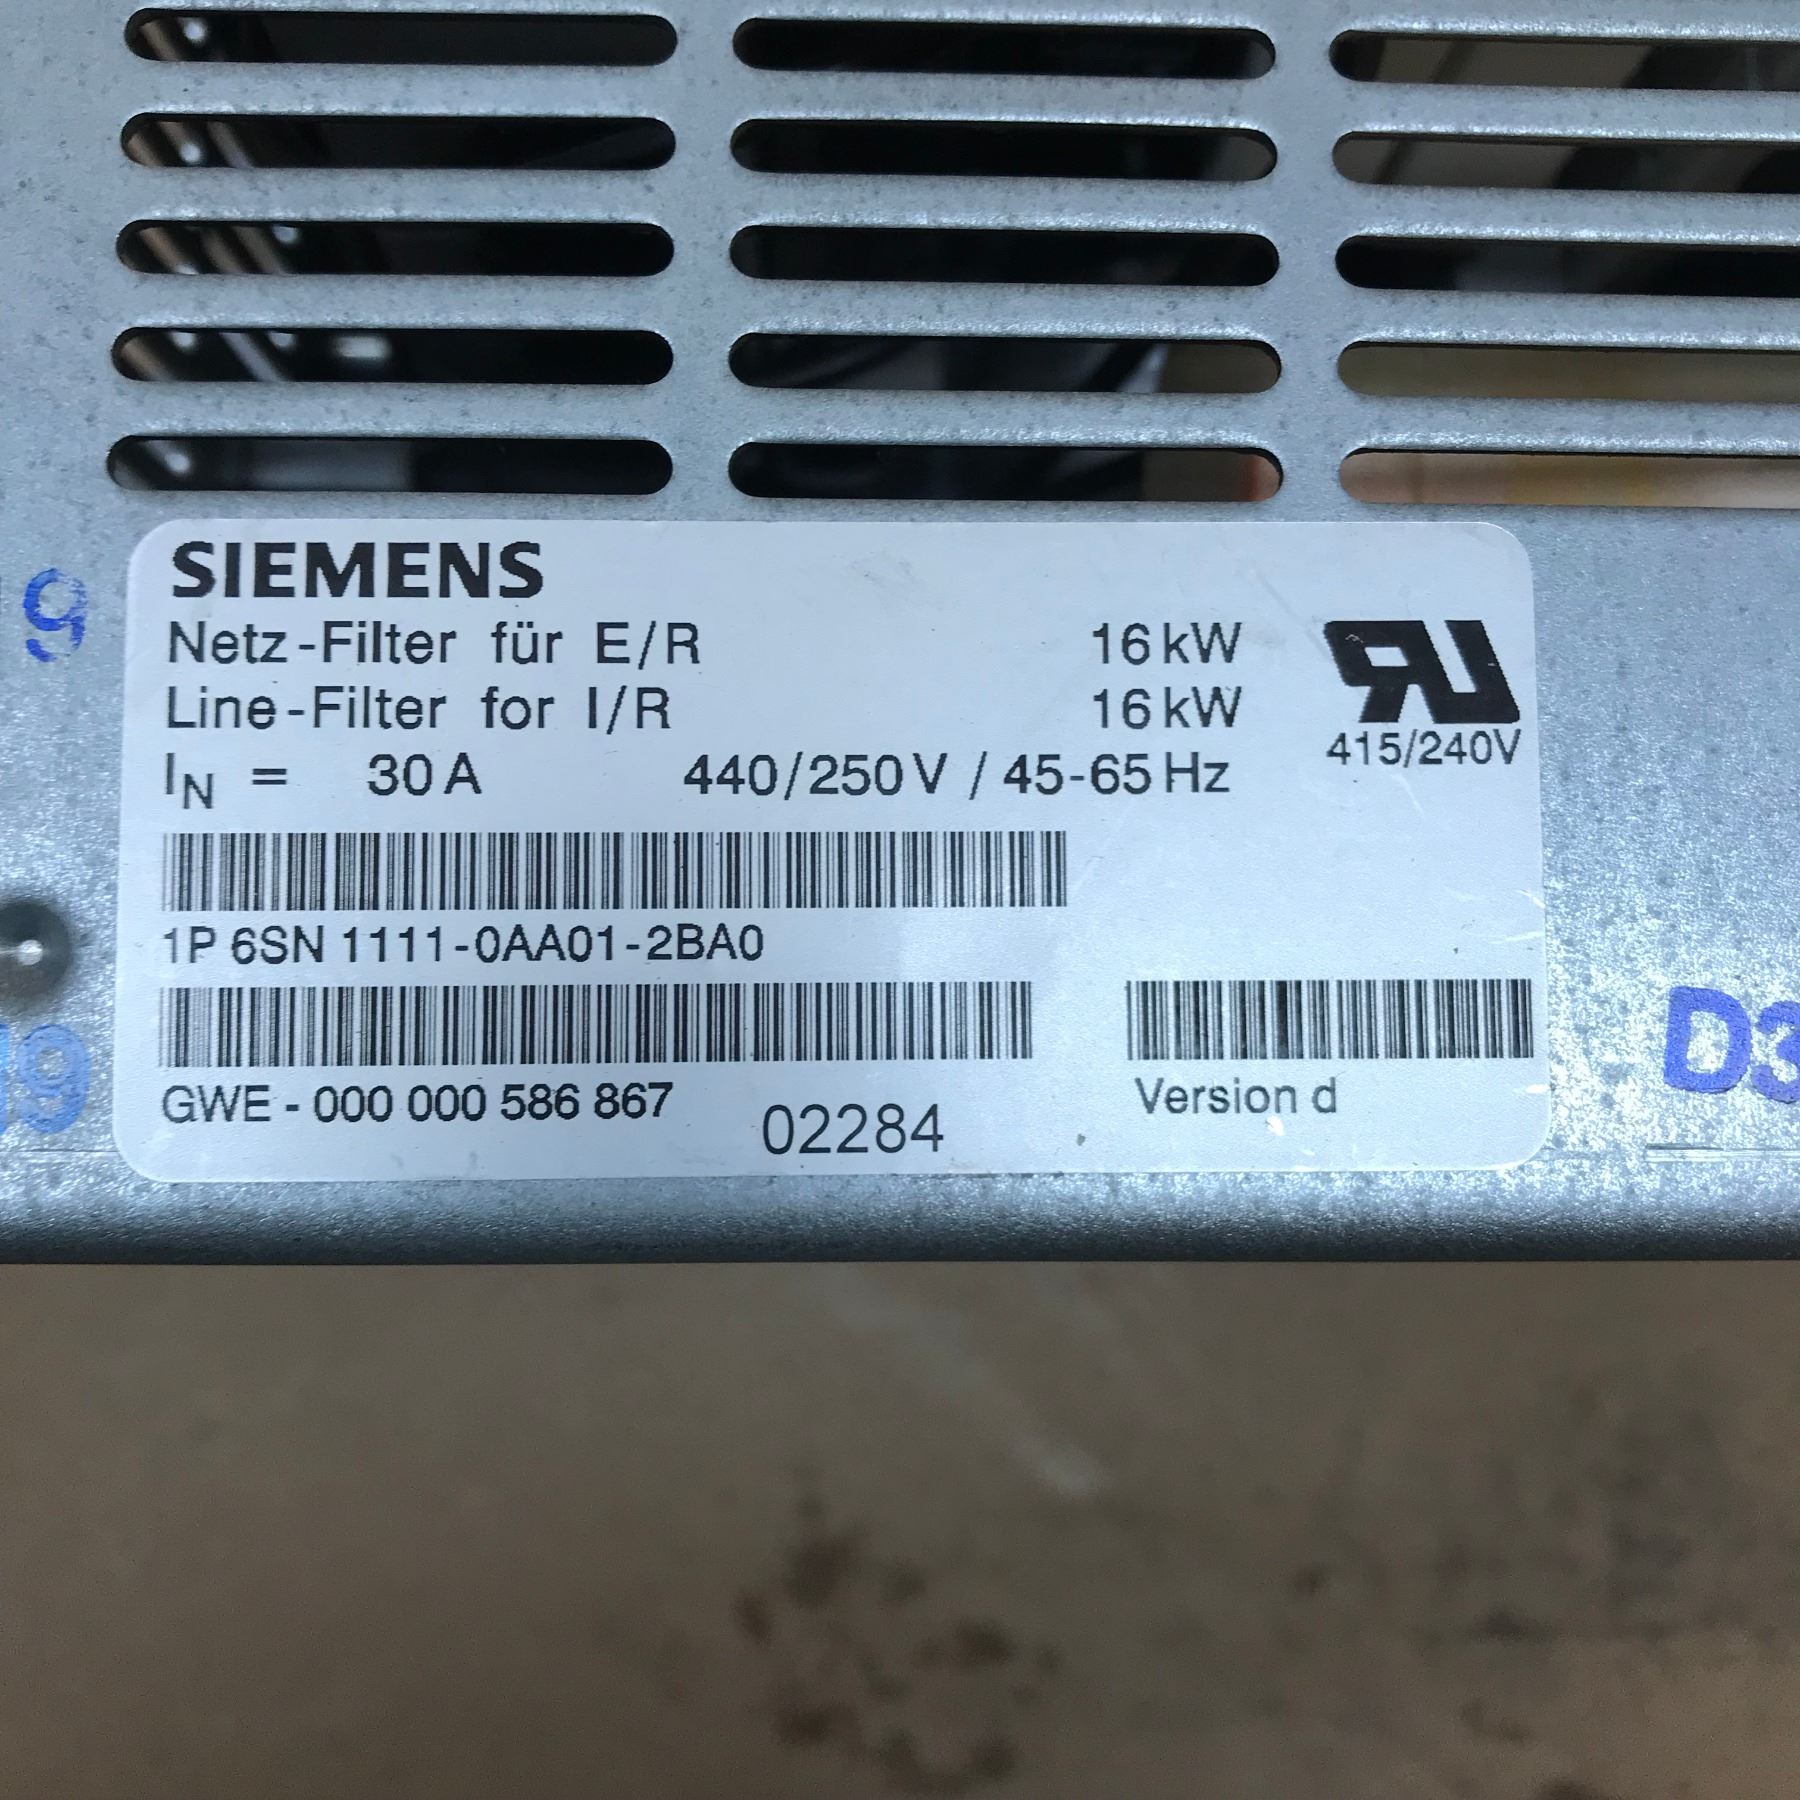 SIEMENS
Netz-Filter für E/R 16 kW
Line-Filter for I/R 16 kW
IN = 30 A 440/250 V / 45-65 Hz
415/240V
1P 6SN 1111-0AA01-2BA0
GWE - 000 000 586 867
02284
Version d
D3